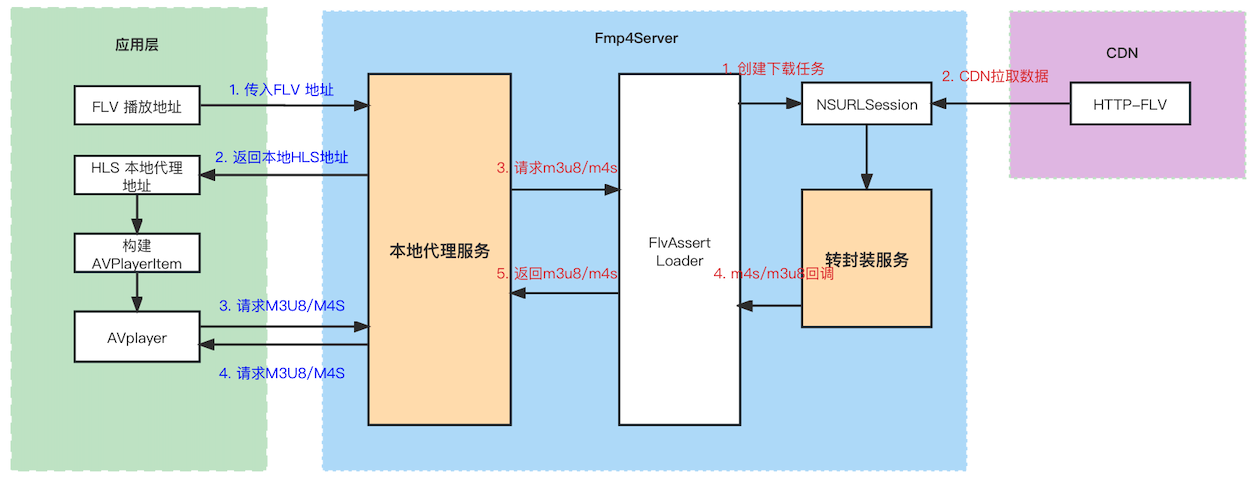 应用层
FLV 播放地址
HLS 本地代理
地址
构建
AVPlayerItem
AVplayer
1. 传入FLV 地址
2. 返回本地HLS地址
3. 请求M3U8/M4S
4. 请求M3U8/M4S
Fmp4Server
本地代理服务
3. 请求m3u8/m4s
5. 返回m3u8/m4s
FlvAssert
Loader
1. 创建下载任务
NSURLSession
转封装服务
4. m4s/m3u8回调
2. CDN拉取数据
CDN
HTTP-FLV